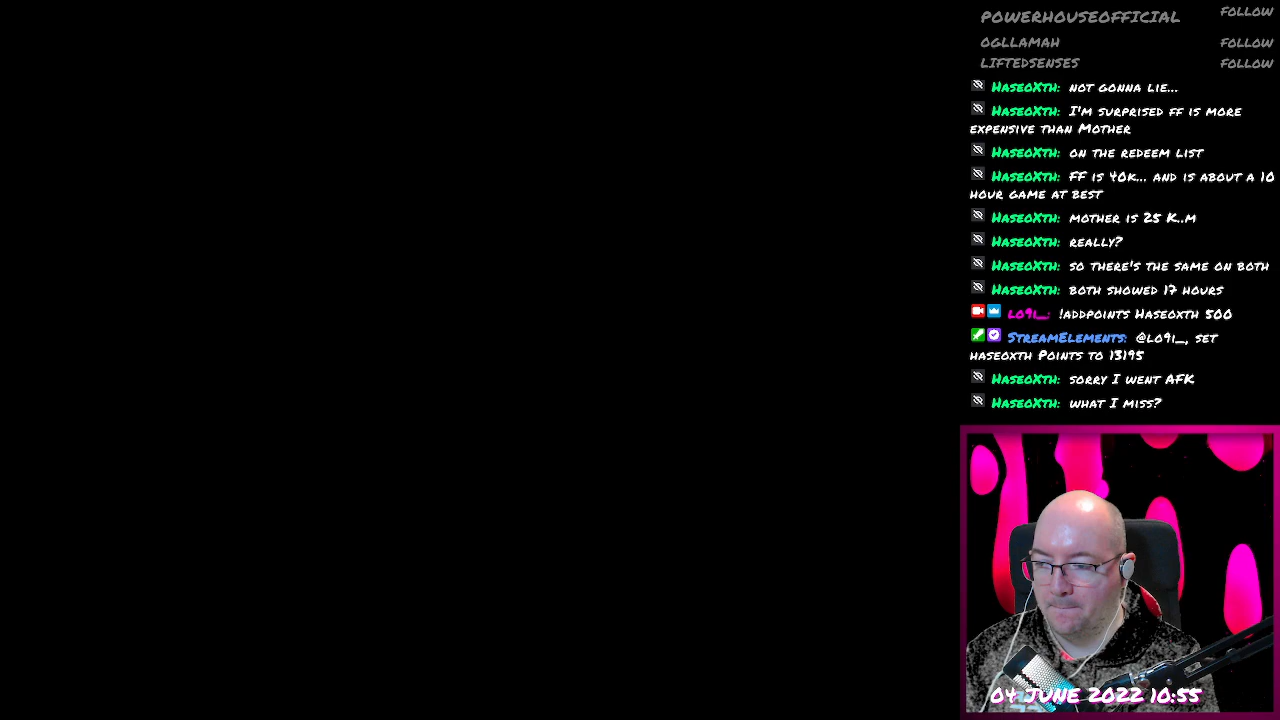 POWERHOUSEOFFICIAL FOLLOW
OGLLAMAH FOLLOW
LIFTEDSENSES FOLLOW
HaseoXth: NOT GONNA LIE...
HaseoXth: I'M SURPRISED FF IS MORE
EXPENSIVE THAN MOTHER
HaseoXth: ON THE REDEEM LIST
HaseoXth: FF IS 40K... AND IS ABOUT A 10
HOUR GAME AT BEST
HaseoXth: MOTHER IS 25 K..M
HaseoXth: REALLY?
HaseoXth: SO THERE'S THE SAME ON BOTH
HaseoXth: BOTH SHOWED 17 HOURS
LO9I_: !ADDPOINTS HASEOXTH 500
StreamElements: @LO9I_, SET
HASEOXTH POINTS TO 13195
HaseoXth: SORRY I WENT AFK
HaseoXth: WHAT I MISS?
04 JUNE 2022 10:55